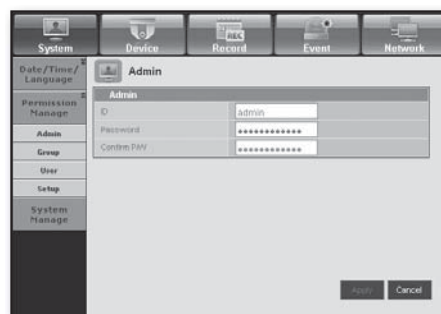 System Device Record Event Network
REC
Date/Time/
Language
Permission
Manage
Admin
Group
User
Setup
System
Manage
Admin
Admin
ID admin
Password ************
Confirm P/W ************
Apply Cancel